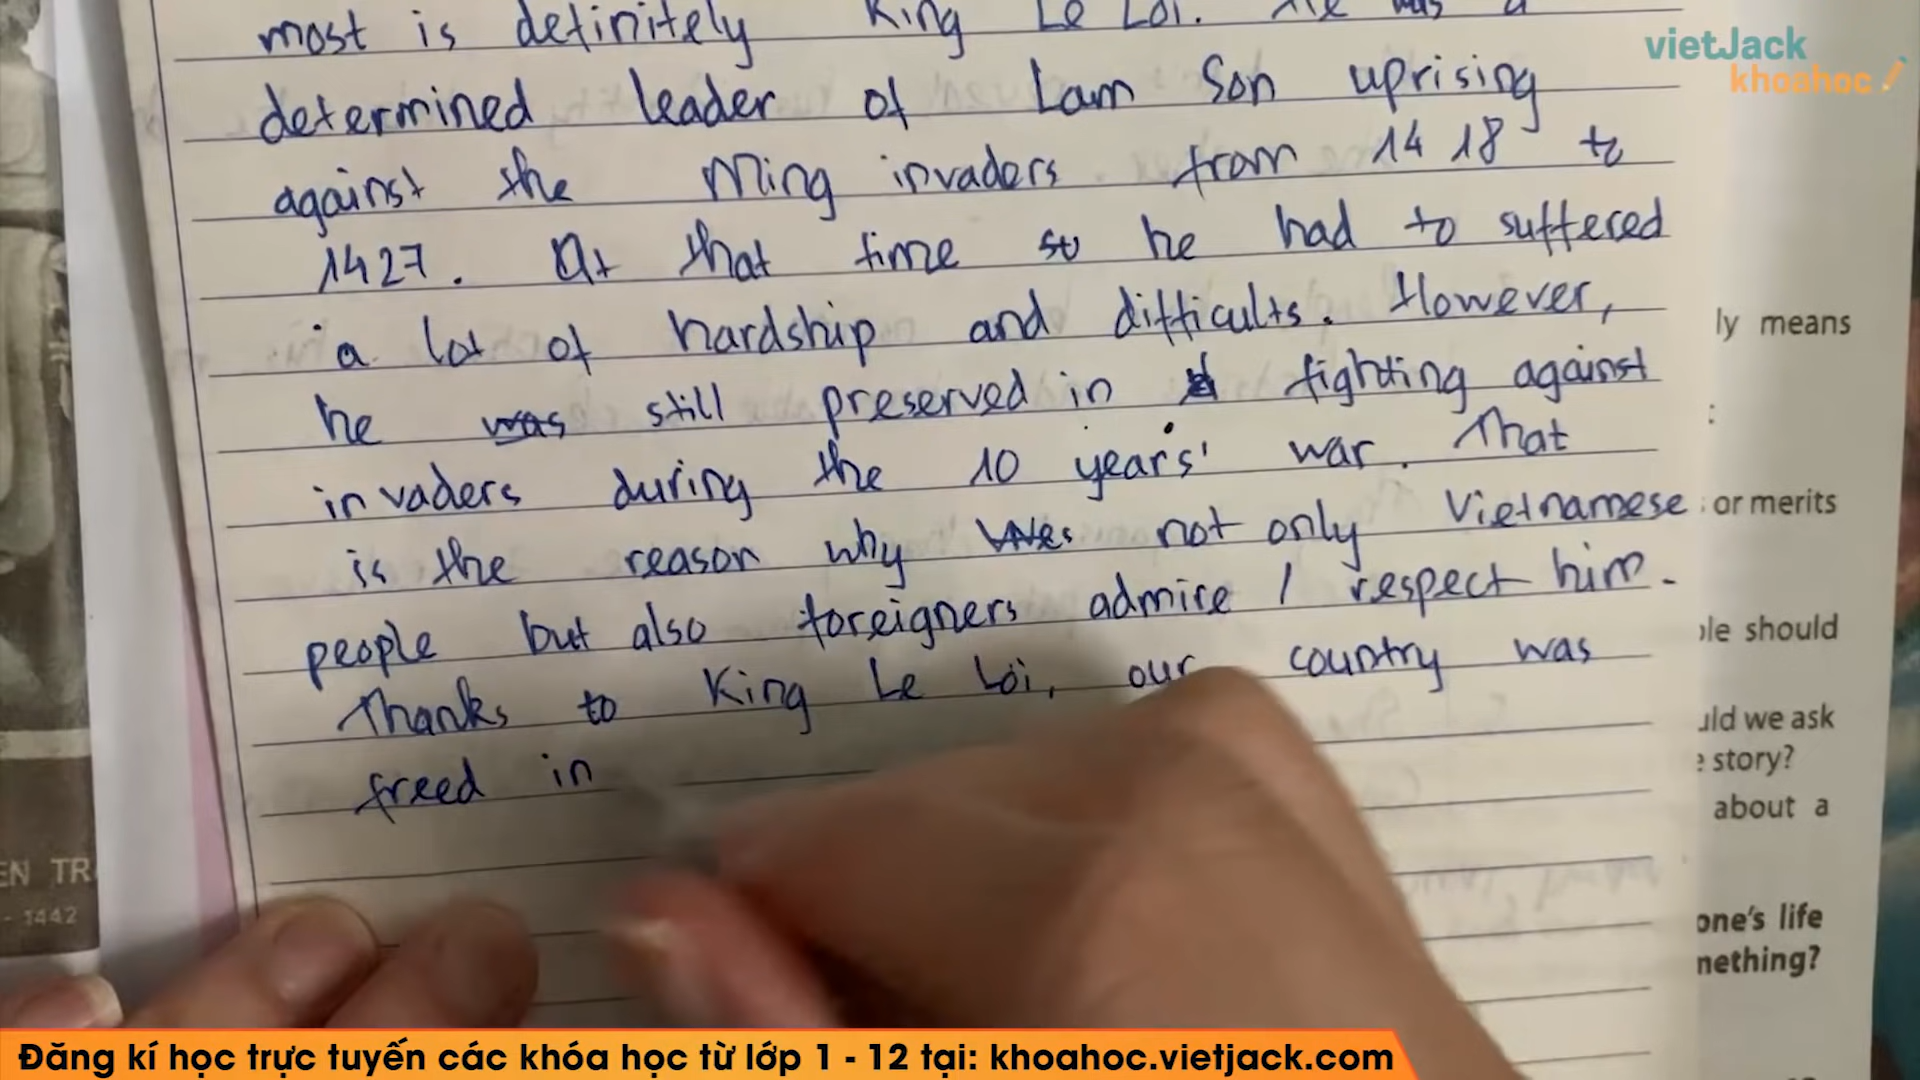 most is definitely King Le Loi. He was a
determined leader of Lam Son uprising
against the Ming invaders from 1418 to
1427. At that time he had to suffered
a lot of hardship and difficults. However,
he was still preserved in fighting against
invaders during the 10 years' war. That
is the reason why not only Vietnamese
people but also foreigners admire / respect him.
Thanks to King Le Loi, our country was
freed in
vietJack
khoahoc
ly means
:
or merits
ple should
uld we ask
e story?
about a
one's life
mething?
EN TR
- 1442
Đăng kí học trực tuyến các khóa học từ lớp 1 - 12 tại: khoahoc.vietjack.com